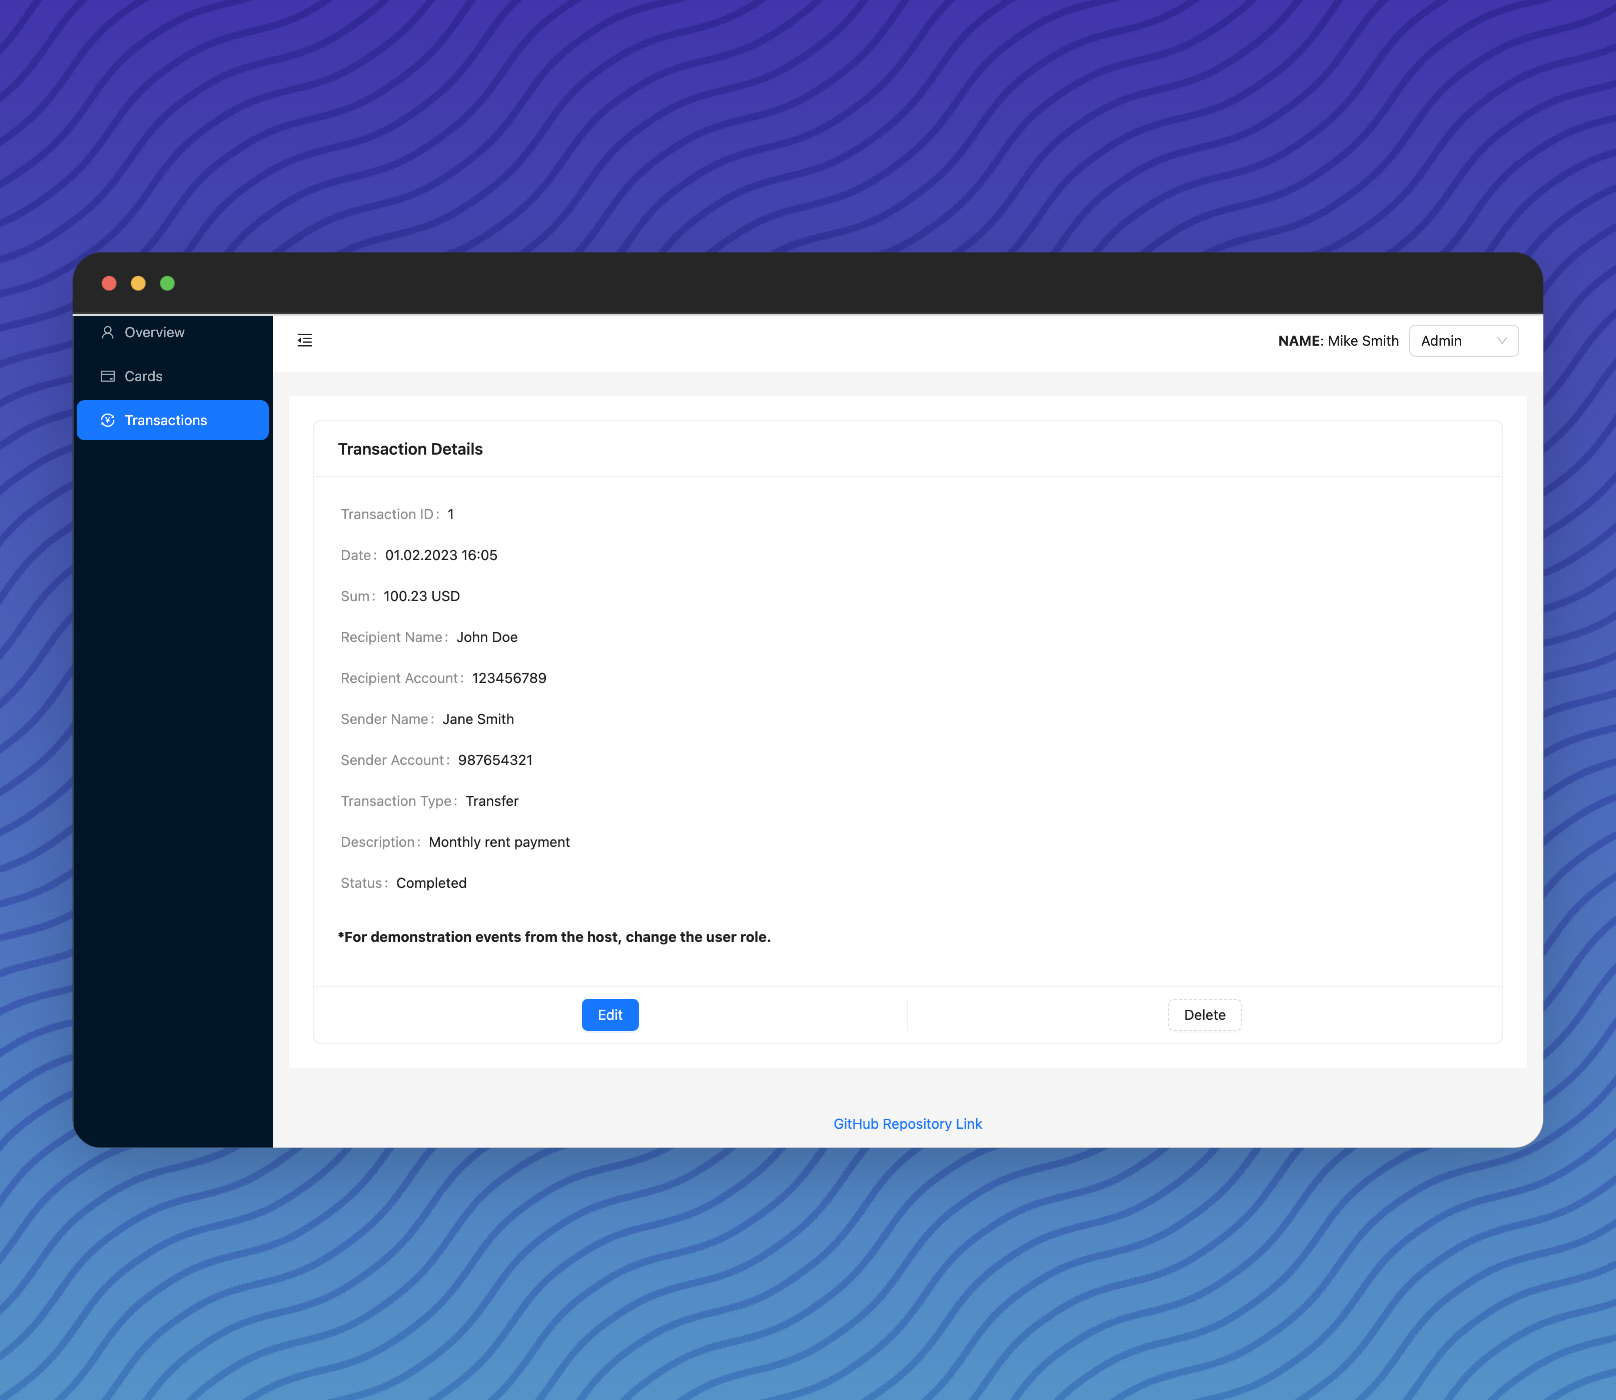 Overview
Cards
Transactions
NAME: Mike Smith
Admin
Transaction Details
Transaction ID: 1
Date: 01.02.2023 16:05
Sum: 100.23 USD
Recipient Name: John Doe
Recipient Account: 123456789
Sender Name: Jane Smith
Sender Account: 987654321
Transaction Type: Transfer
Description: Monthly rent payment
Status: Completed
*For demonstration events from the host, change the user role.
Edit
Delete
GitHub Repository Link